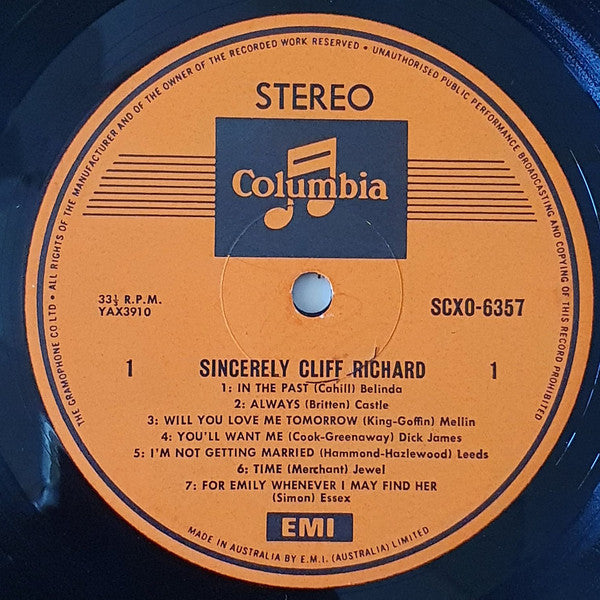 THE GRAMOPHONE CO LTD • ALL RIGHTS OF THE MANUFACTURER AND OF THE OWNER OF THE RECORDED WORK RESERVED • UNAUTHORISED PUBLIC PERFORMANCE BROADCASTING AND COPYING OF THIS RECORD PROHIBITED
STEREO
Columbia
33⅓ R.P.M.
YAX3910
SCXO-6357
1 SINCERELY CLIFF RICHARD 1
1: IN THE PAST (Cahill) Belinda
2: ALWAYS (Britten) Castle
3: WILL YOU LOVE ME TOMORROW (King-Goffin) Mellin
4: YOU'LL WANT ME (Cook-Greenaway) Dick James
5: I'M NOT GETTING MARRIED (Hammond-Hazlewood) Leeds
6: TIME (Merchant) Jewel
7: FOR EMILY WHENEVER I MAY FIND HER
(Simon) Essex
EMI
MADE IN AUSTRALIA BY E.M.I. (AUSTRALIA) LIMITED